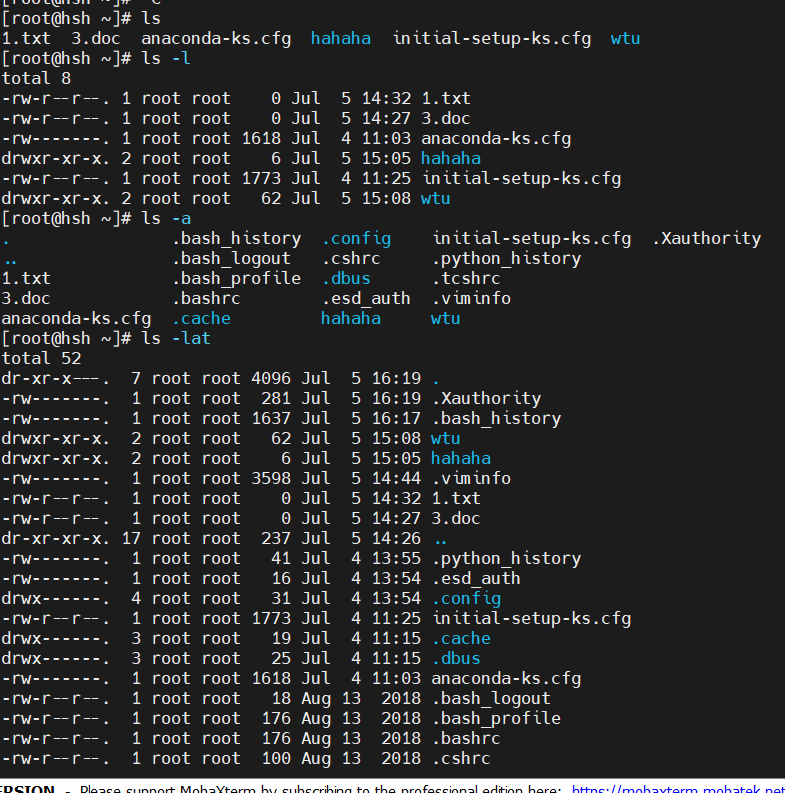 [root@hsh ~]# ls
1.txt  3.doc  anaconda-ks.cfg  hahaha  initial-setup-ks.cfg  wtu
[root@hsh ~]# ls -l
total 8
-rw-r--r--. 1 root root    0 Jul  5 14:32 1.txt
-rw-r--r--. 1 root root    0 Jul  5 14:27 3.doc
-rw-------. 1 root root 1618 Jul  4 11:03 anaconda-ks.cfg
drwxr-xr-x. 2 root root    6 Jul  5 15:05 hahaha
-rw-r--r--. 1 root root 1773 Jul  4 11:25 initial-setup-ks.cfg
drwxr-xr-x. 2 root root   62 Jul  5 15:08 wtu
[root@hsh ~]# ls -a
.                .bash_history  .config    initial-setup-ks.cfg  .Xauthority
..               .bash_logout   .cshrc     .python_history
1.txt            .bash_profile  .dbus      .tcshrc
3.doc            .bashrc        .esd_auth  .viminfo
anaconda-ks.cfg  .cache         hahaha     wtu
[root@hsh ~]# ls -lat
total 52
dr-xr-x---.  7 root root 4096 Jul  5 16:19 .
-rw-------.  1 root root  281 Jul  5 16:19 .Xauthority
-rw-------.  1 root root 1637 Jul  5 16:17 .bash_history
drwxr-xr-x.  2 root root   62 Jul  5 15:08 wtu
drwxr-xr-x.  2 root root    6 Jul  5 15:05 hahaha
-rw-------.  1 root root 3598 Jul  5 14:44 .viminfo
-rw-r--r--.  1 root root    0 Jul  5 14:32 1.txt
-rw-r--r--.  1 root root    0 Jul  5 14:27 3.doc
dr-xr-xr-x. 17 root root  237 Jul  5 14:26 ..
-rw-------.  1 root root   41 Jul  4 13:55 .python_history
-rw-------.  1 root root   16 Jul  4 13:54 .esd_auth
drwx------.  4 root root   31 Jul  4 13:54 .config
-rw-r--r--.  1 root root 1773 Jul  4 11:25 initial-setup-ks.cfg
drwx------.  3 root root   19 Jul  4 11:15 .cache
drwx------.  3 root root   25 Jul  4 11:15 .dbus
-rw-------.  1 root root 1618 Jul  4 11:03 anaconda-ks.cfg
-rw-r--r--.  1 root root   18 Aug 13  2018 .bash_logout
-rw-r--r--.  1 root root  176 Aug 13  2018 .bash_profile
-rw-r--r--.  1 root root  176 Aug 13  2018 .bashrc
-rw-r--r--.  1 root root  100 Aug 13  2018 .cshrc
ERSION - Please support MobaXterm by subscribing to the professional edition here: https://mobaxterm.mobatek.net